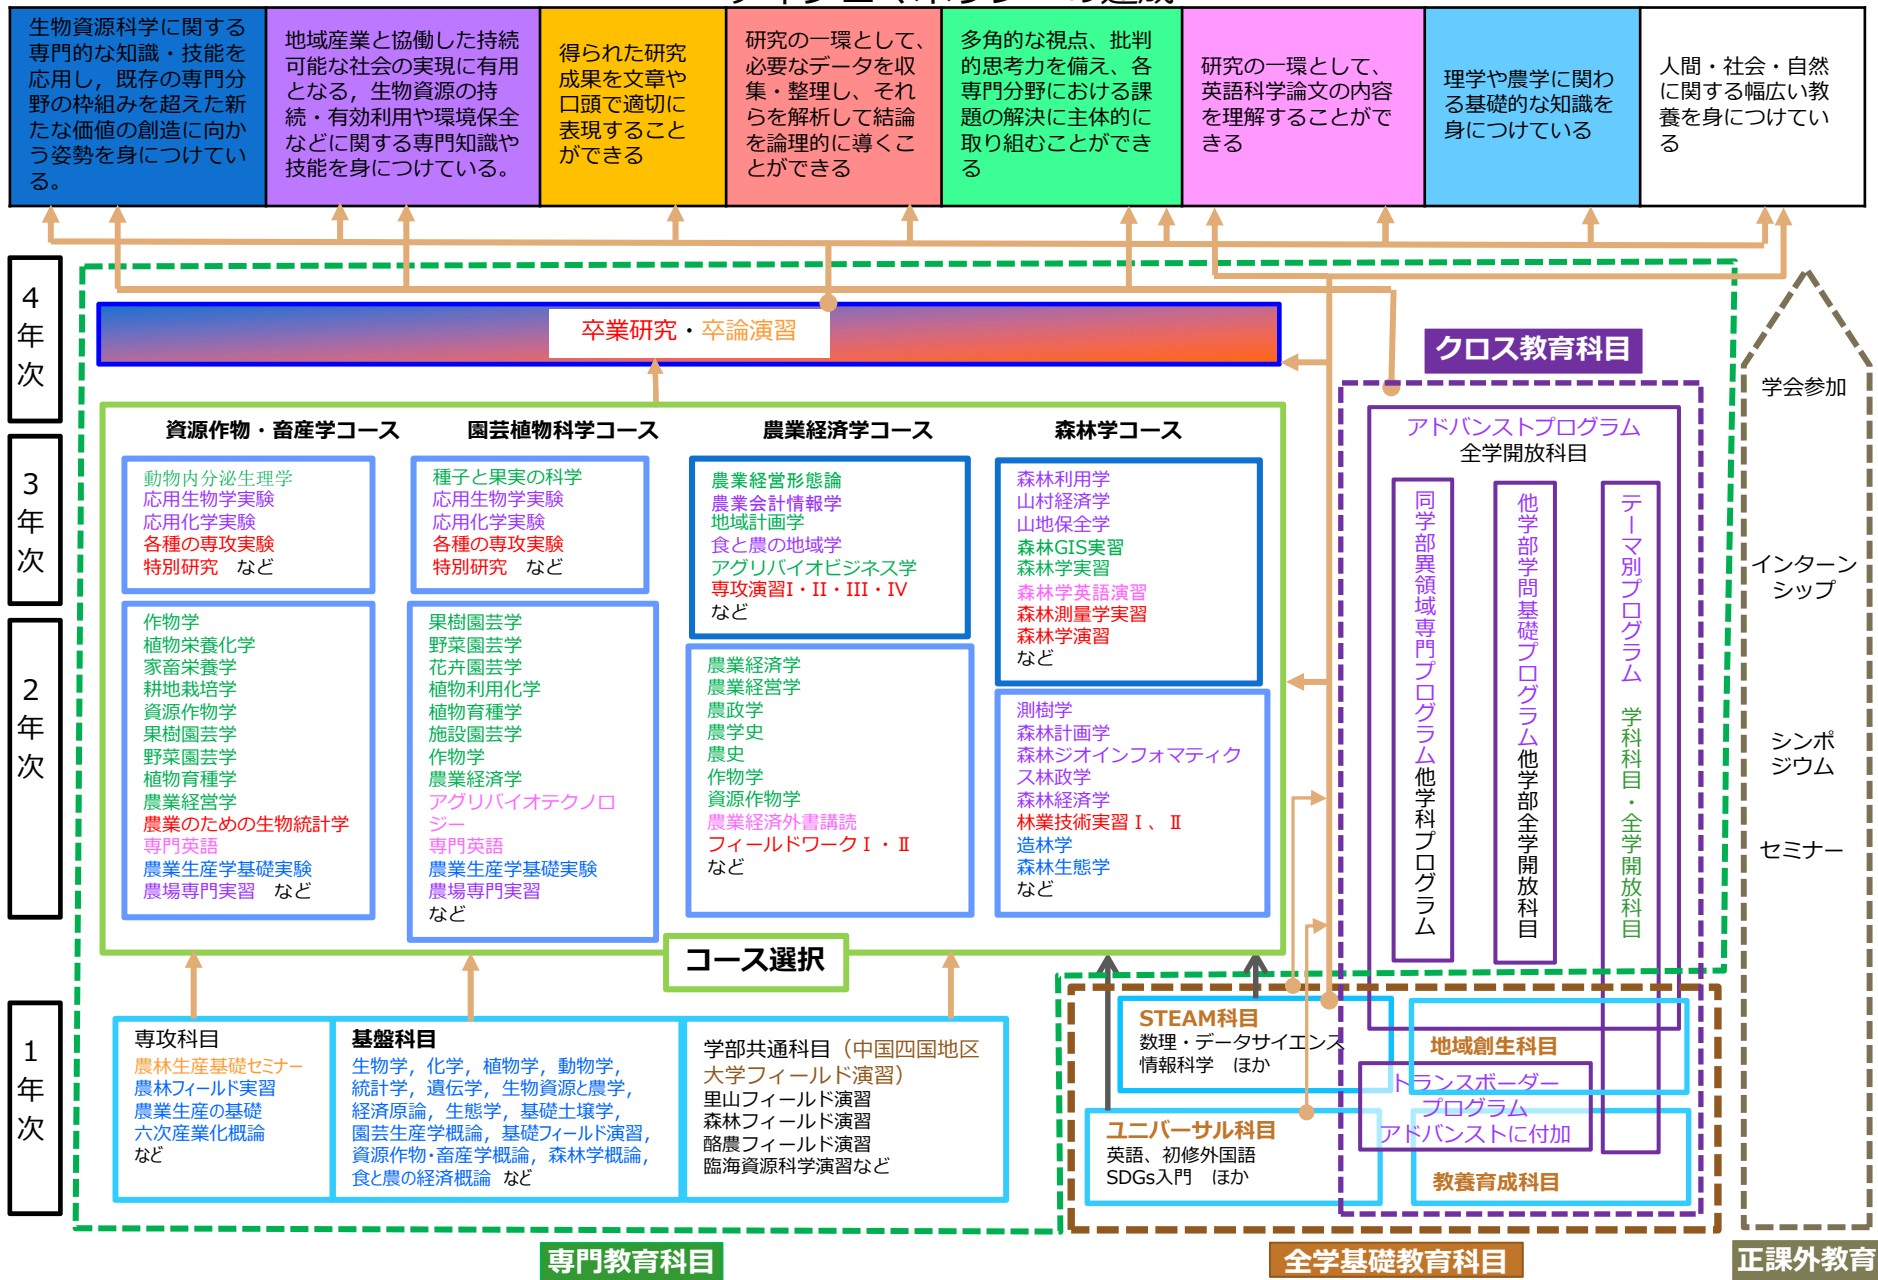 ディプロマ・ポリシーの達成
生物資源科学に関する
専門的な知識・技能を
応用し，既存の専門分
野の枠組みを超えた新
たな価値の創造に向か
う姿勢を身につけてい
る。
地域産業と協働した持続
可能な社会の実現に有用
となる，生物資源の持
続・有効利用や環境保全
などに関する専門知識や
技能を身につけている。
得られた研究
成果を文章や
口頭で適切に
表現すること
ができる
研究の一環として、
必要なデータを収
集・整理し、それ
らを解析して結論
を論理的に導くこ
とができる
多角的な視点、批判
的思考力を備え、各
専門分野における課
題の解決に主体的に
取り組むことができ
る
研究の一環として、
英語科学論文の内容
を理解することがで
きる
理学や農学に関わ
る基礎的な知識を
身につけている
人間・社会・自然
に関する幅広い教
養を身につけてい
る
4年次
卒業研究・卒論演習
クロス教育科目
学会参加
資源作物・畜産学コース
園芸植物科学コース
農業経済学コース
森林学コース
アドバンストプログラム
全学開放科目
3年次
動物内分泌生理学
応用生物学実験
応用化学実験
各種の専攻実験
特別研究　など
種子と果実の科学
応用生物学実験
応用化学実験
各種の専攻実験
特別研究　など
農業経営形態論
農業会計情報学
地域計画学
食と農の地域学
アグリバイオビジネス学
専攻演習I・II・III・IV
など
森林利用学
山村経済学
山地保全学
森林GIS実習
森林学実習
森林学英語演習
森林測量学実習
森林学演習
など
同学部異領域専門プログラム他学科プログラム
他学部学問基礎プログラム他学部全学開放科目
テーマ別プログラム　学科科目・全学開放科目
インターン
シップ
2年次
作物学
植物栄養化学
家畜栄養学
耕地栽培学
資源作物学
果樹園芸学
野菜園芸学
植物育種学
農業経営学
農業のための生物統計学
専門英語
農業生産学基礎実験
農場専門実習　など
果樹園芸学
野菜園芸学
花卉園芸学
植物利用化学
植物育種学
施設園芸学
作物学
農業経済学
アグリバイオテクノロ
ジー
専門英語
農業生産学基礎実験
農場専門実習
など
農業経済学
農業経営学
農政学
農学史
農史
作物学
資源作物学
農業経済外書講読
フィールドワークⅠ・Ⅱ
など
測樹学
森林計画学
森林ジオインフォマティク
ス林政学
森林経済学
林業技術実習Ⅰ、Ⅱ
造林学
森林生態学
など
シンポ
ジウム
セミナー
コース選択
1年次
専攻科目
農林生産基礎セミナー
農林フィールド実習
農業生産の基礎
六次産業化概論
など
基盤科目
生物学，化学，植物学，動物学，
統計学，遺伝学，生物資源と農学，
経済原論，生態学，基礎土壌学，
園芸生産学概論，基礎フィールド演習，
資源作物・畜産学概論，森林学概論，
食と農の経済概論　など
学部共通科目（中国四国地区
大学フィールド演習）
里山フィールド演習
森林フィールド演習
酪農フィールド演習
臨海資源科学演習など
STEAM科目
数理・データサイエンス
情報科学　ほか
ユニバーサル科目
英語、初修外国語
SDGs入門　ほか
地域創生科目
トランスボーダー
プログラム
アドバンストに付加
教養育成科目
専門教育科目
全学基礎教育科目
正課外教育